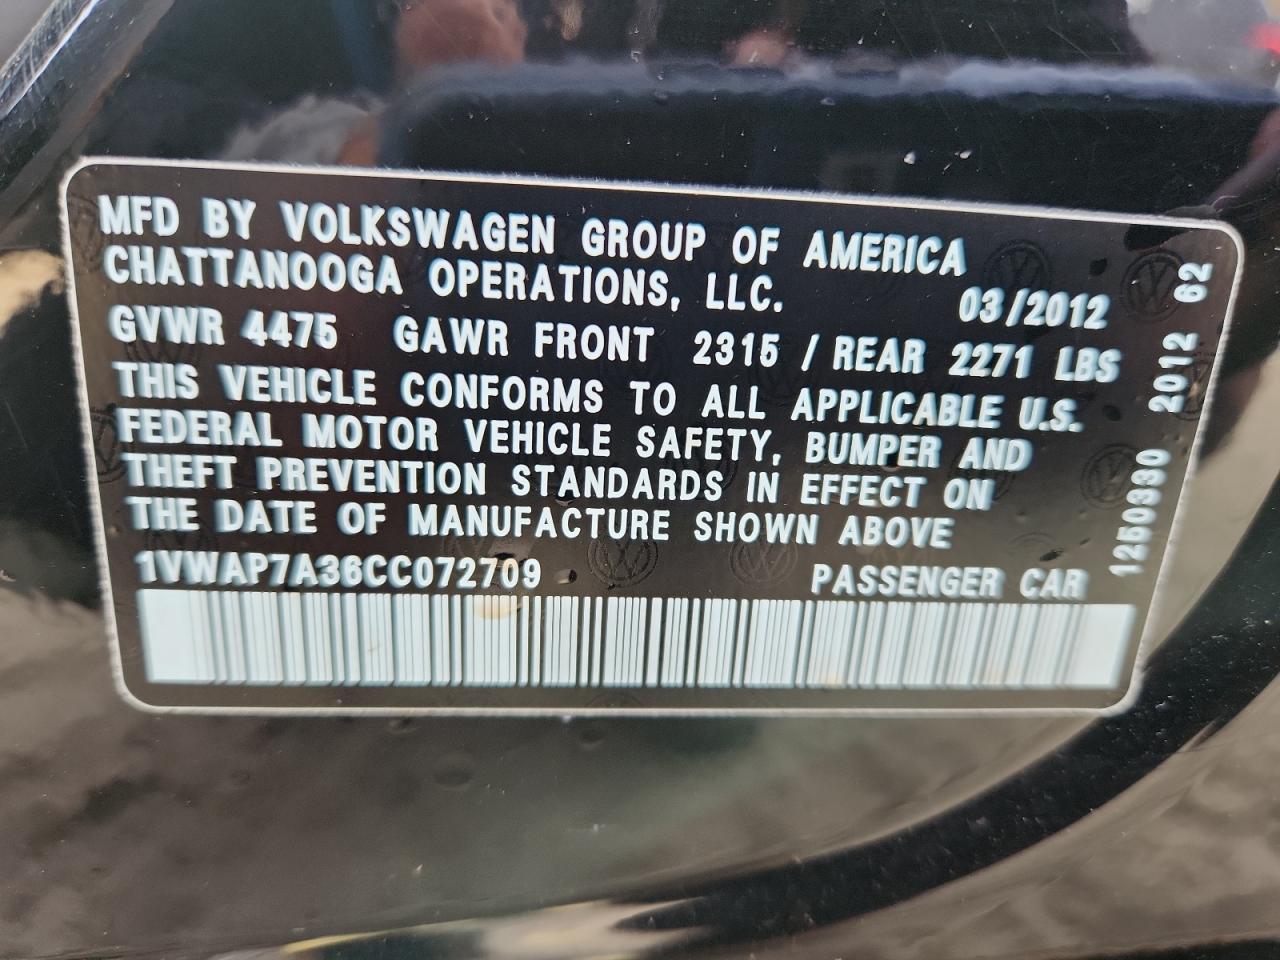 MFD BY VOLKSWAGEN GROUP OF AMERICA
CHATTANOOGA OPERATIONS, LLC. 03/2012
GVWR 4475 GAWR FRONT 2315 / REAR 2271 LBS
THIS VEHICLE CONFORMS TO ALL APPLICABLE U.S.
FEDERAL MOTOR VEHICLE SAFETY, BUMPER AND
THEFT PREVENTION STANDARDS IN EFFECT ON
THE DATE OF MANUFACTURE SHOWN ABOVE
1VWAP7A36CC072709 PASSENGER CAR
1250330 2012 62